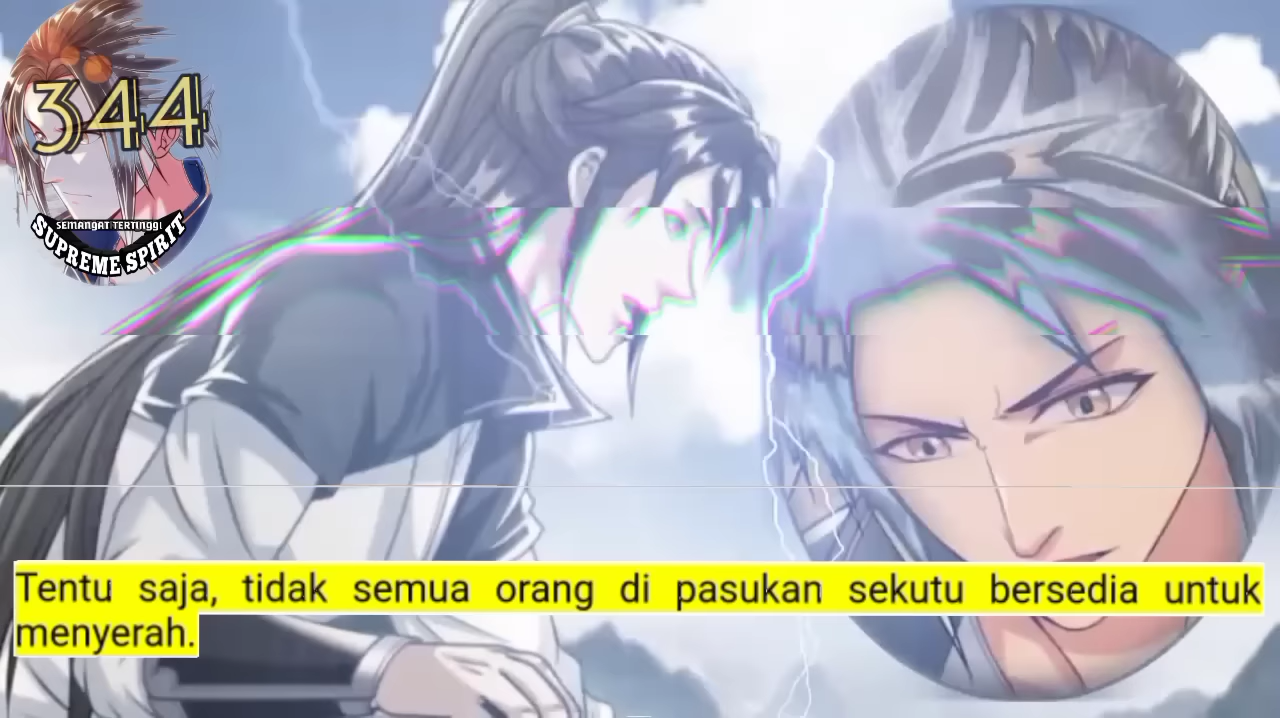 344
SEMANGAT TERTINGGI
SUPREME SPIRIT
Tentu saja, tidak semua orang di pasukan sekutu bersedia untuk
menyerah.